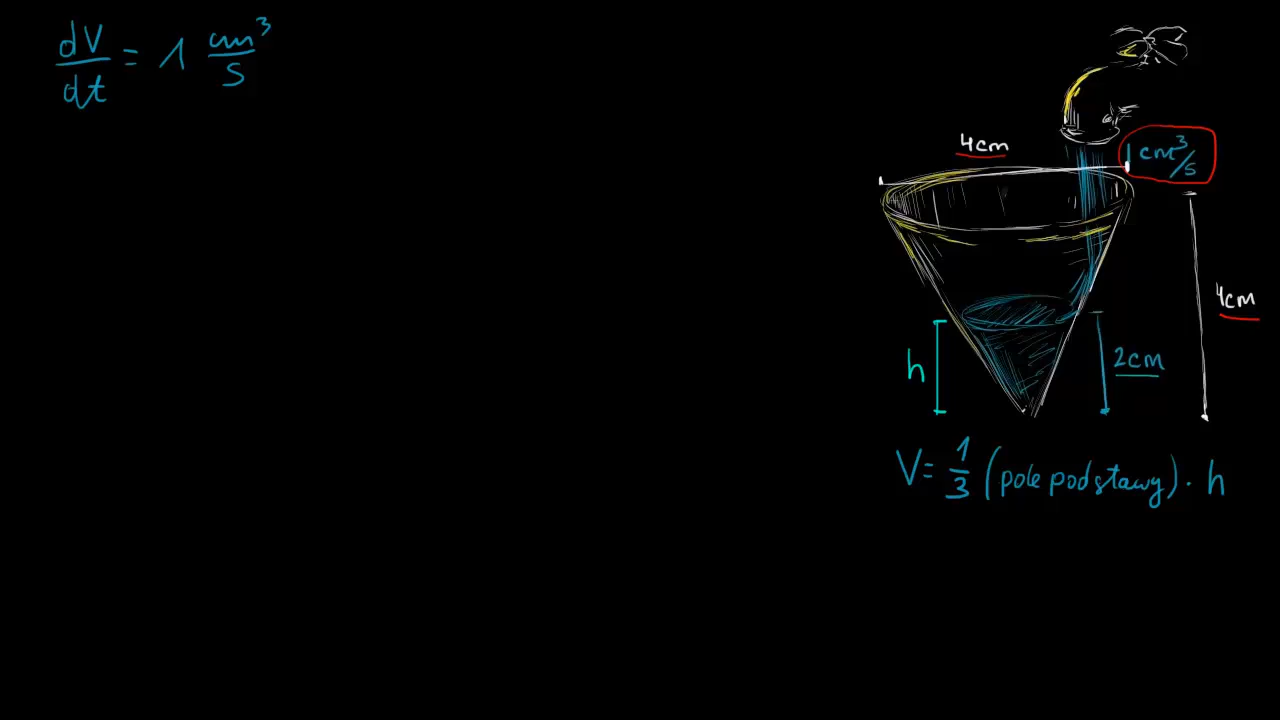 dV/dt = 1 cm³/s
4cm
1 cm³/s
4cm
h
2cm
V = 1/3 (pole podstawy) · h